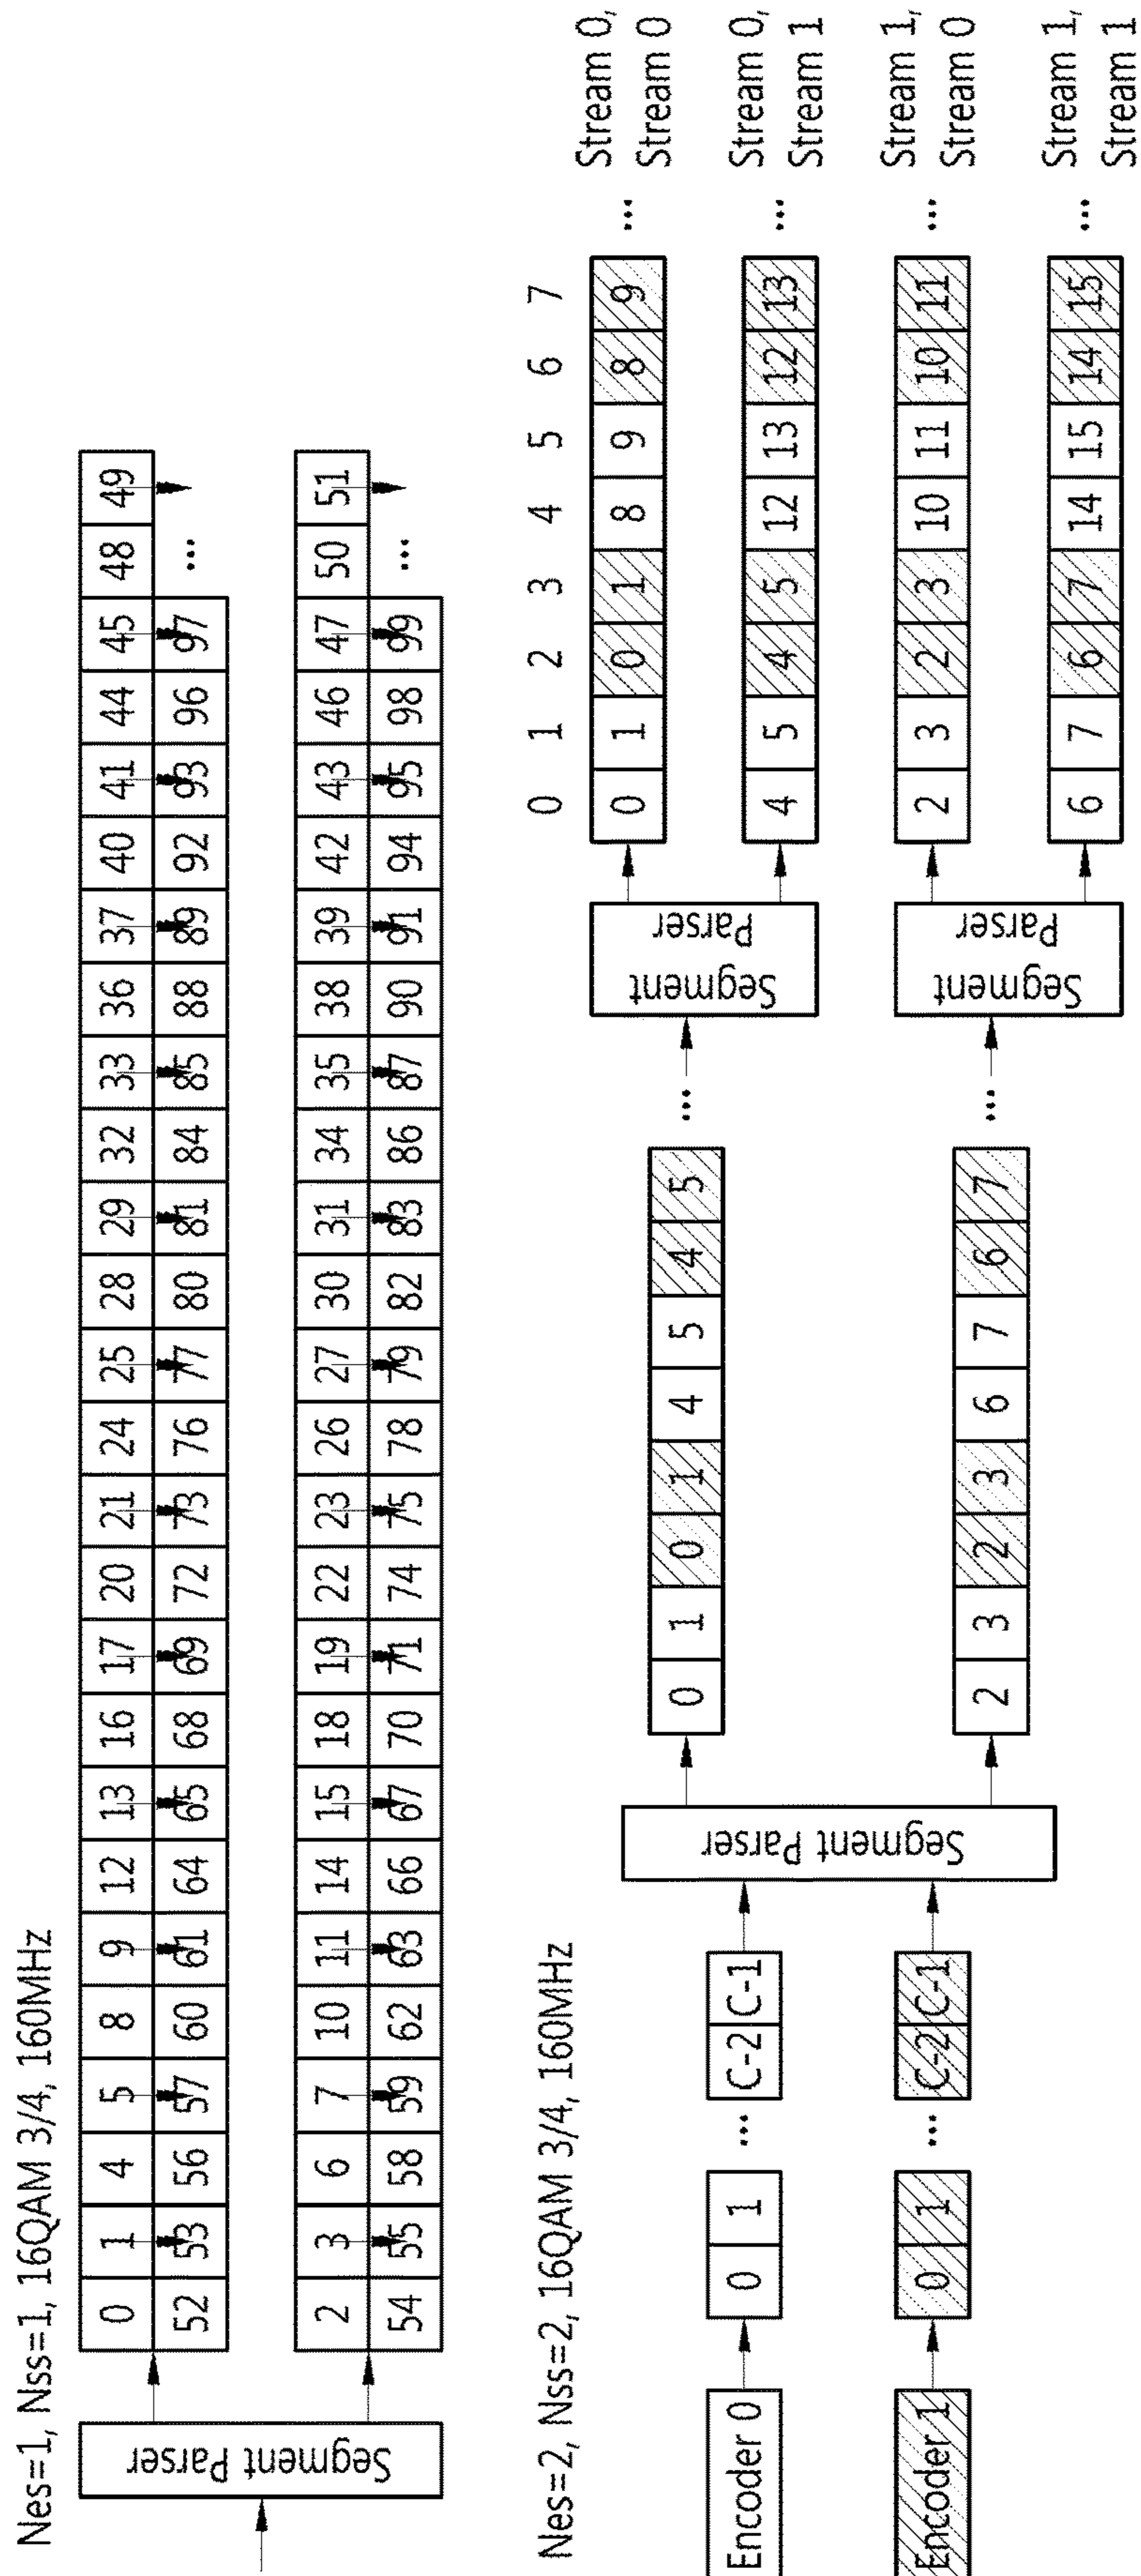 Nes=1, Nss=1, 16QAM 3/4, 160MHz
Segment Parser
0 1 4 5 8 9 12 13 16 17 20 21 24 25 28 29 32 33 36 37 40 41 44 45 48 49
52 53 56 57 60 61 64 65 68 69 72 73 76 77 80 81 84 85 88 89 92 93 96 97 ...
2 3 6 7 10 11 14 15 18 19 22 23 26 27 30 31 34 35 38 39 42 43 46 47 50 51
54 55 58 59 62 63 66 67 70 71 74 75 78 79 82 83 86 87 90 91 94 95 98 99 ...
Nes=2, Nss=2, 16QAM 3/4, 160MHz
Encoder 0
0 1 ... C-2 C-1
Encoder 1
0 1 ... C-2 C-1
Segment Parser
0 1 0 1 4 5 4 5 ...
2 3 2 3 6 7 6 7 ...
Segment
Parser
Segment
Parser
0 1 2 3 4 5 6 7
0 1 0 1 8 9 8 9 ...
Stream 0,
Stream 0
4 5 4 5 12 13 12 13 ...
Stream 0,
Stream 1
2 3 2 3 10 11 10 11 ...
Stream 1,
Stream 0
6 7 6 7 14 15 14 15 ...
Stream 1,
Stream 1